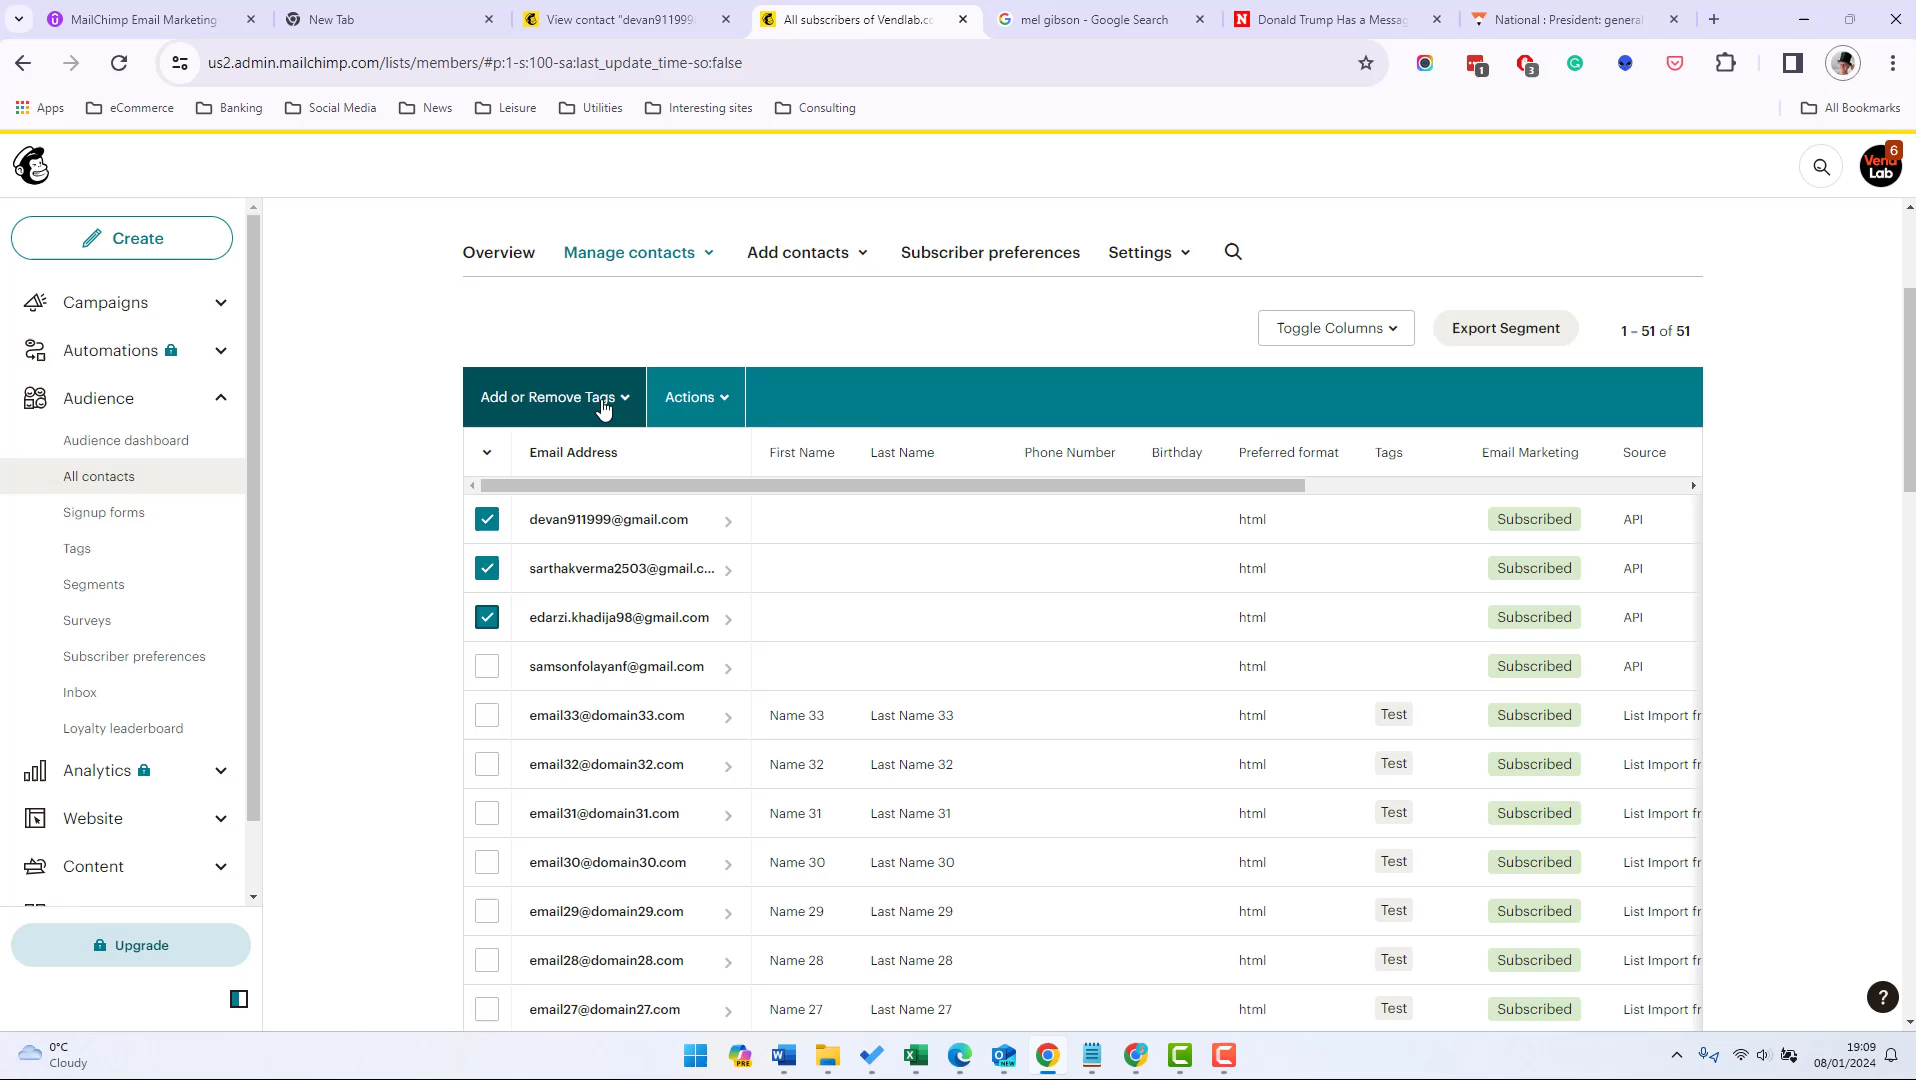 MailChimp Email Marketing
New Tab
View contact "devan911999
All subscribers of Vendlab.co
mel gibson - Google Search
Donald Trump Has a Messag
National : President: general
us2.admin.mailchimp.com/lists/members/#p:1-s:100-sa:last_update_time-so:false
1
3
Apps
eCommerce
Banking
Social Media
News
Leisure
Utilities
Interesting sites
Consulting
All Bookmarks
Vend
Lab
6
Create
Campaigns
Automations
Audience
Audience dashboard
All contacts
Signup forms
Tags
Segments
Surveys
Subscriber preferences
Inbox
Loyalty leaderboard
Analytics
Website
Content
Upgrade
Overview
Manage contacts
Add contacts
Subscriber preferences
Settings
Toggle Columns
Export Segment
1 – 51 of 51
Add or Remove Tags
Actions
Email Address First Name Last Name Phone Number Birthday Preferred format Tags Email Marketing Source
devan911999@gmail.com html Subscribed API
sarthakverma2503@gmail.c... html Subscribed API
edarzi.khadija98@gmail.com html Subscribed API
samsonfolayanf@gmail.com html Subscribed API
email33@domain33.com Name 33 Last Name 33 html Test Subscribed List Import fr
email32@domain32.com Name 32 Last Name 32 html Test Subscribed List Import fr
email31@domain31.com Name 31 Last Name 31 html Test Subscribed List Import fr
email30@domain30.com Name 30 Last Name 30 html Test Subscribed List Import fr
email29@domain29.com Name 29 Last Name 29 html Test Subscribed List Import fr
email28@domain28.com Name 28 Last Name 28 html Test Subscribed List Import fr
email27@domain27.com Name 27 Last Name 27 html Test Subscribed List Import fr
?
0°C
Cloudy
PRE
NEW
19:09
08/01/2024